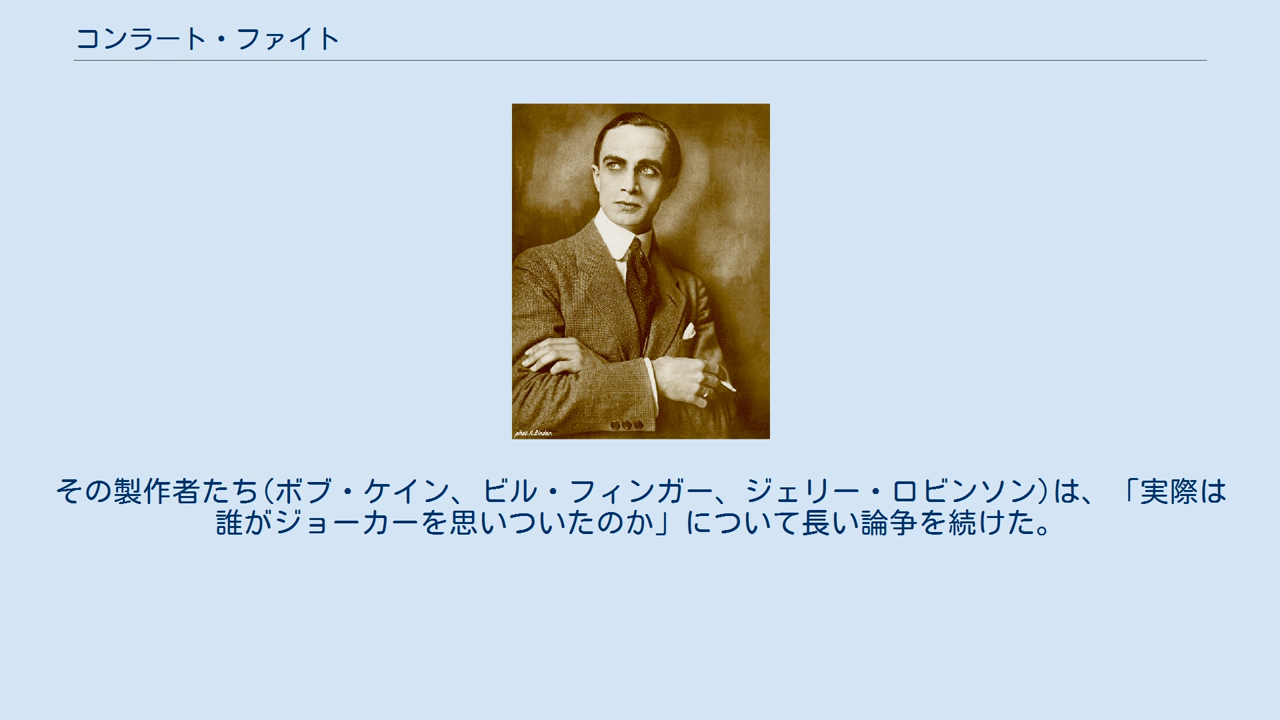 コンラート・ファイト
phot. A. Binder
その製作者たち(ボブ・ケイン、ビル・フィンガー、ジェリー・ロビンソン)は、「実際は
誰がジョーカーを思いついたのか」について長い論争を続けた。